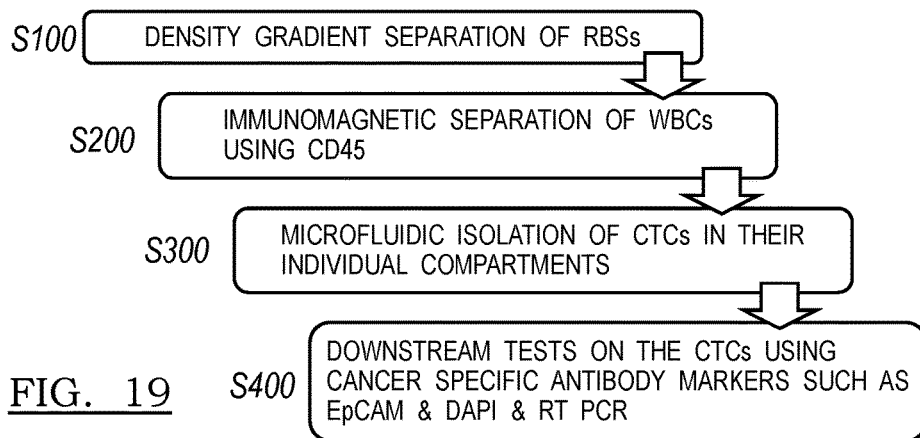 S100
DENSITY GRADIENT SEPARATION OF RBSs
S200
IMMUNOMAGNETIC SEPARATION OF WBCs
USING CD45
S300
MICROFLUIDIC ISOLATION OF CTCs IN THEIR
INDIVIDUAL COMPARTMENTS
S400
DOWNSTREAM TESTS ON THE CTCs USING
CANCER SPECIFIC ANTIBODY MARKERS SUCH AS
EpCAM & DAPI & RT PCR
FIG. 19